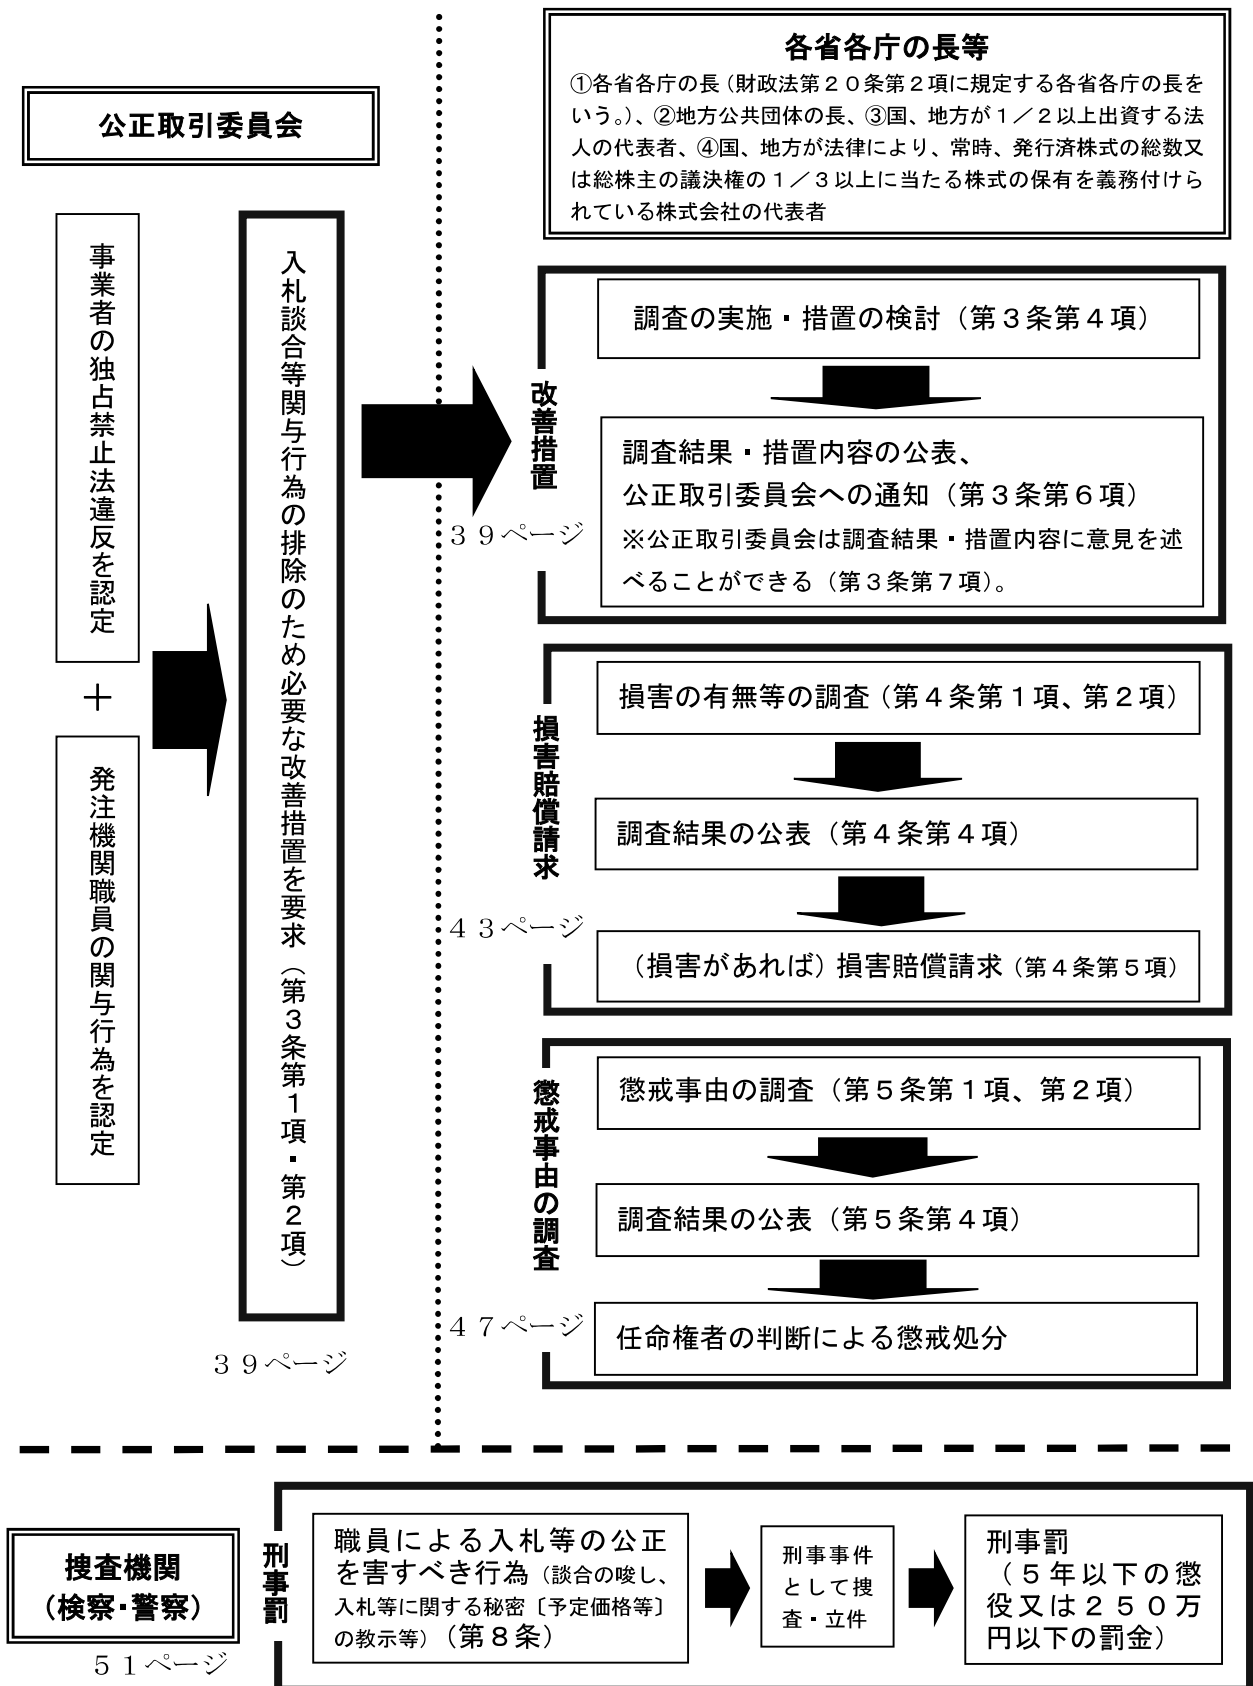 公正取引委員会
事業者の独占禁止法違反を認定
＋
発注機関職員の関与行為を認定
入札談合等関与行為の排除のため必要な改善措置を要求（第３条第１項・第２項）
３９ページ
各省各庁の長等
①各省各庁の長（財政法第２０条第２項に規定する各省各庁の長を
いう。）、②地方公共団体の長、③国、地方が１／２以上出資する法
人の代表者、④国、地方が法律により、常時、発行済株式の総数又
は総株主の議決権の１／３以上に当たる株式の保有を義務付けら
れている株式会社の代表者
改善措置
３９ページ
調査の実施・措置の検討（第３条第４項）
調査結果・措置内容の公表、
公正取引委員会への通知（第３条第６項）
※公正取引委員会は調査結果・措置内容に意見を述
べることができる（第３条第７項）。
損害賠償請求
４３ページ
損害の有無等の調査（第４条第１項、第２項）
調査結果の公表（第４条第４項）
（損害があれば）損害賠償請求（第４条第５項）
懲戒事由の調査
４７ページ
懲戒事由の調査（第５条第１項、第２項）
調査結果の公表（第５条第４項）
任命権者の判断による懲戒処分
捜査機関
（検察・警察）
５１ページ
刑事罰
職員による入札等の公正
を害すべき行為（談合の唆し、
入札等に関する秘密〔予定価格等〕
の教示等）（第８条）
刑事事件
として捜
査・立件
刑事罰
（５年以下の懲
役又は２５０万
円以下の罰金）